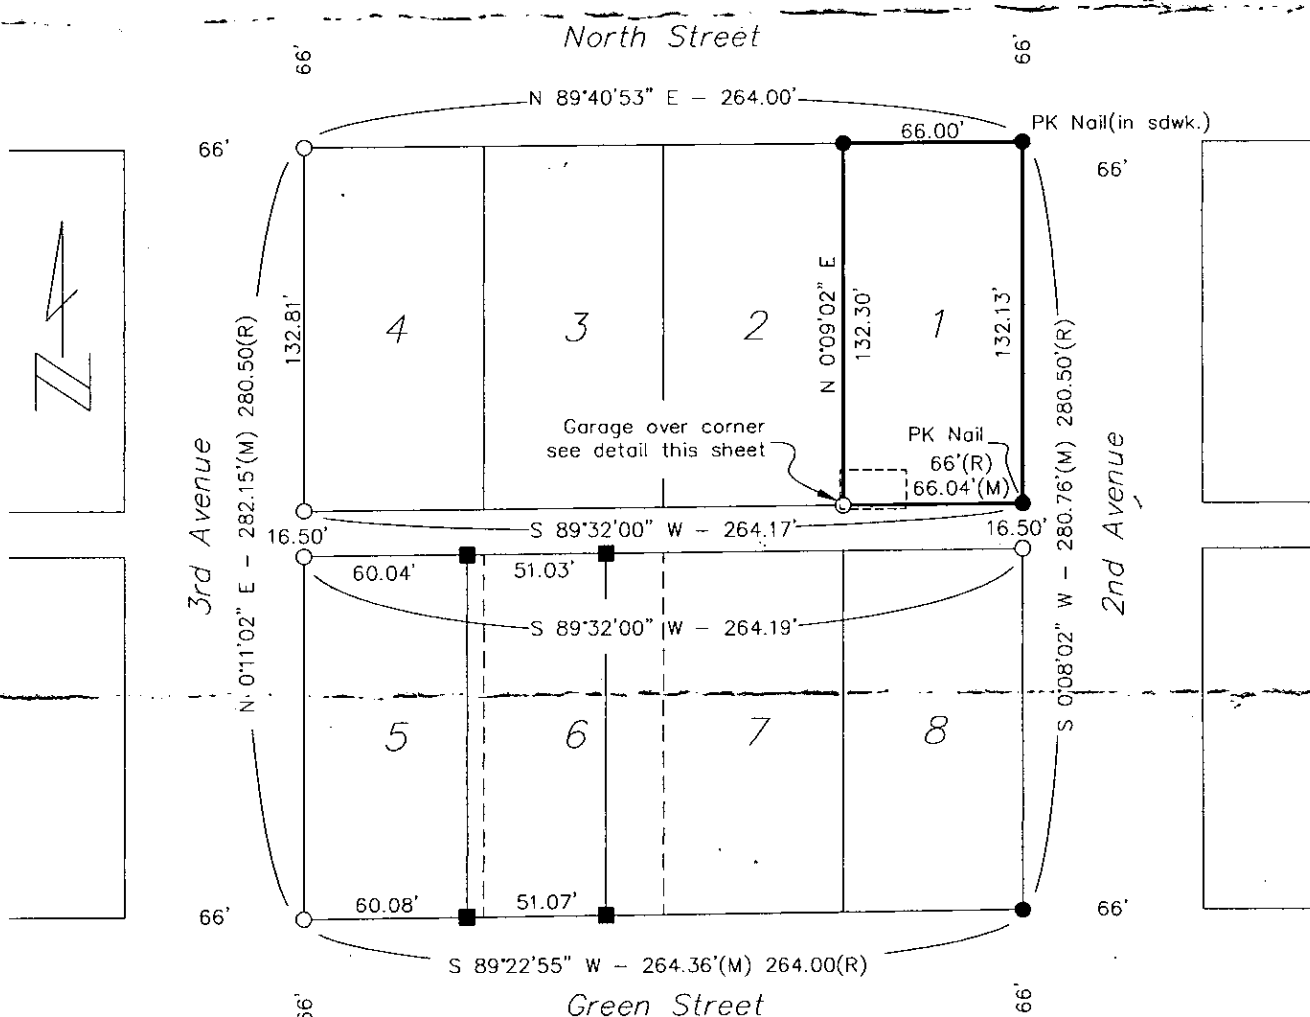 North Street
66'
66'
N 89°40'53" E – 264.00'
66.00'
PK Nail(in sdwk.)
66'
66'
N
132.81'
4
3
2
N 0°09'02" E
132.30'
1
132.13'
Garage over corner
see detail this sheet
PK Nail
66'(R)
66.04'(M)
3rd Avenue
N 0°11'02" E – 282.15'(M) 280.50(R)
S 0°08'02" W – 280.76'(M) 280.50'(R)
2nd Avenue
S 89°32'00" W – 264.17'
16.50'
16.50'
60.04'
51.03'
S 89°32'00" W – 264.19'
5
6
7
8
66'
60.08'
51.07'
66'
S 89°22'55" W – 264.36'(M) 264.00(R)
Green Street
66'
66'